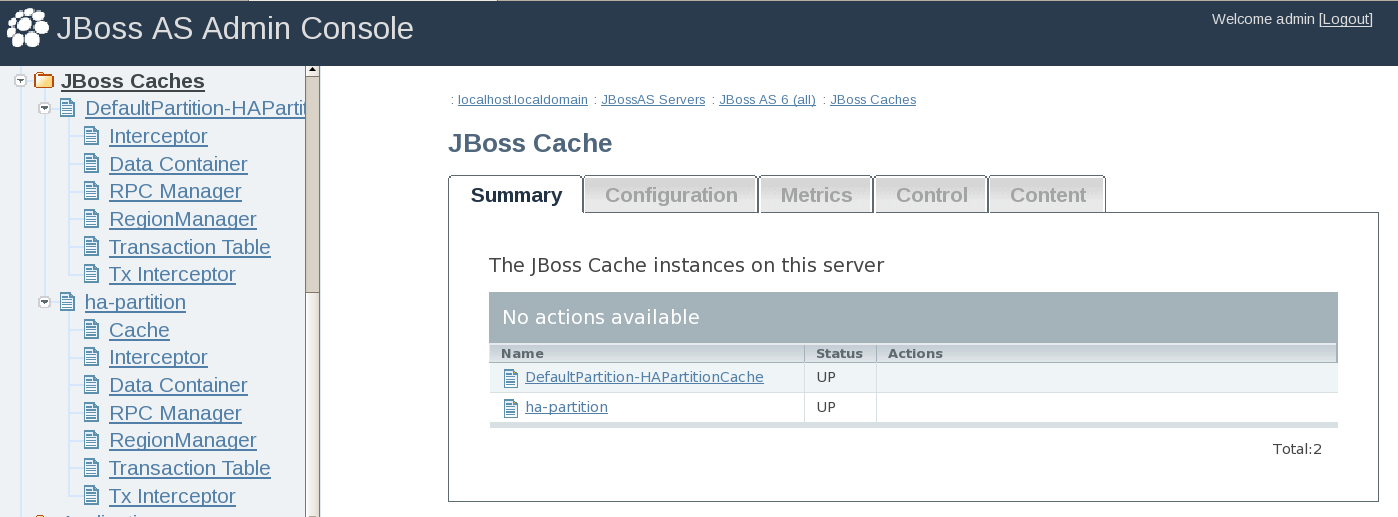 JBoss AS Admin Console
Welcome admin [Logout]
JBoss Caches
DefaultPartition-HAPartit
Interceptor
Data Container
RPC Manager
RegionManager
Transaction Table
Tx Interceptor
ha-partition
Cache
Interceptor
Data Container
RPC Manager
RegionManager
Transaction Table
Tx Interceptor
: localhost.localdomain : JBossAS Servers : JBoss AS 6 (all) : JBoss Caches
JBoss Cache
Summary Configuration Metrics Control Content
The JBoss Cache instances on this server
No actions available
Name Status Actions
DefaultPartition-HAPartitionCache UP
ha-partition UP
Total:2